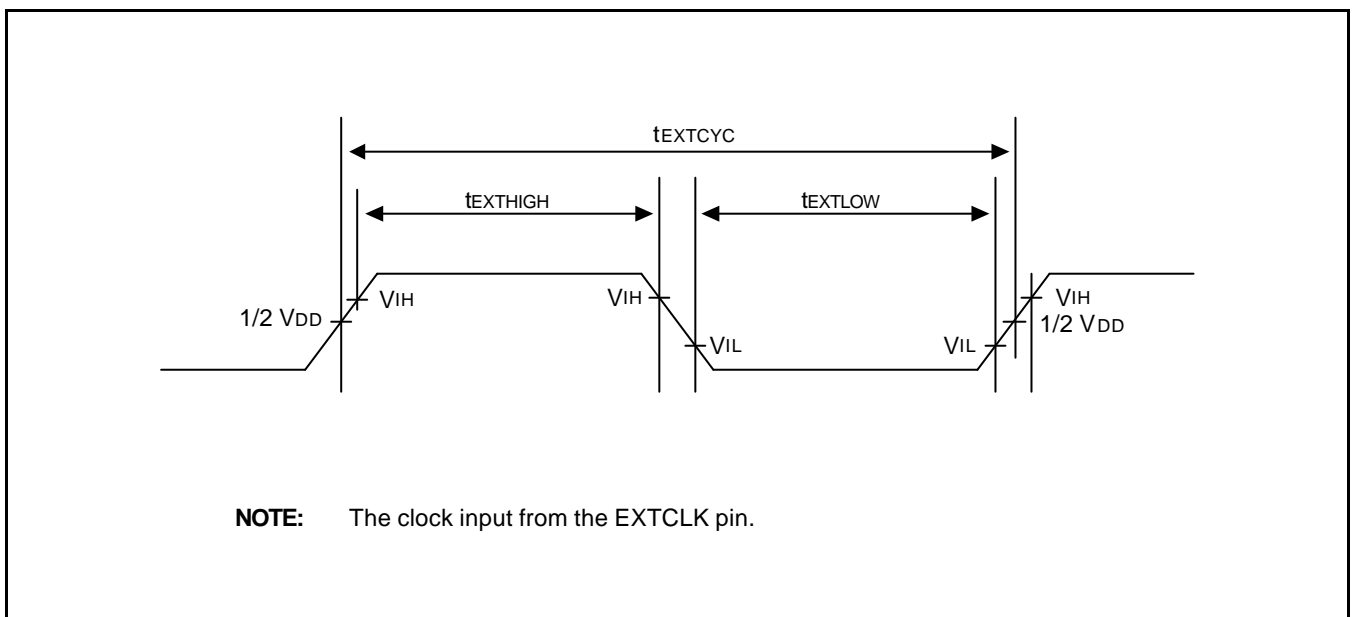 tEXTCYC
tEXTHIGH
tEXTLOW
VIH
VIH
VIH
1/2 VDD
1/2 VDD
VIL
VIL
NOTE: The clock input from the EXTCLK pin.